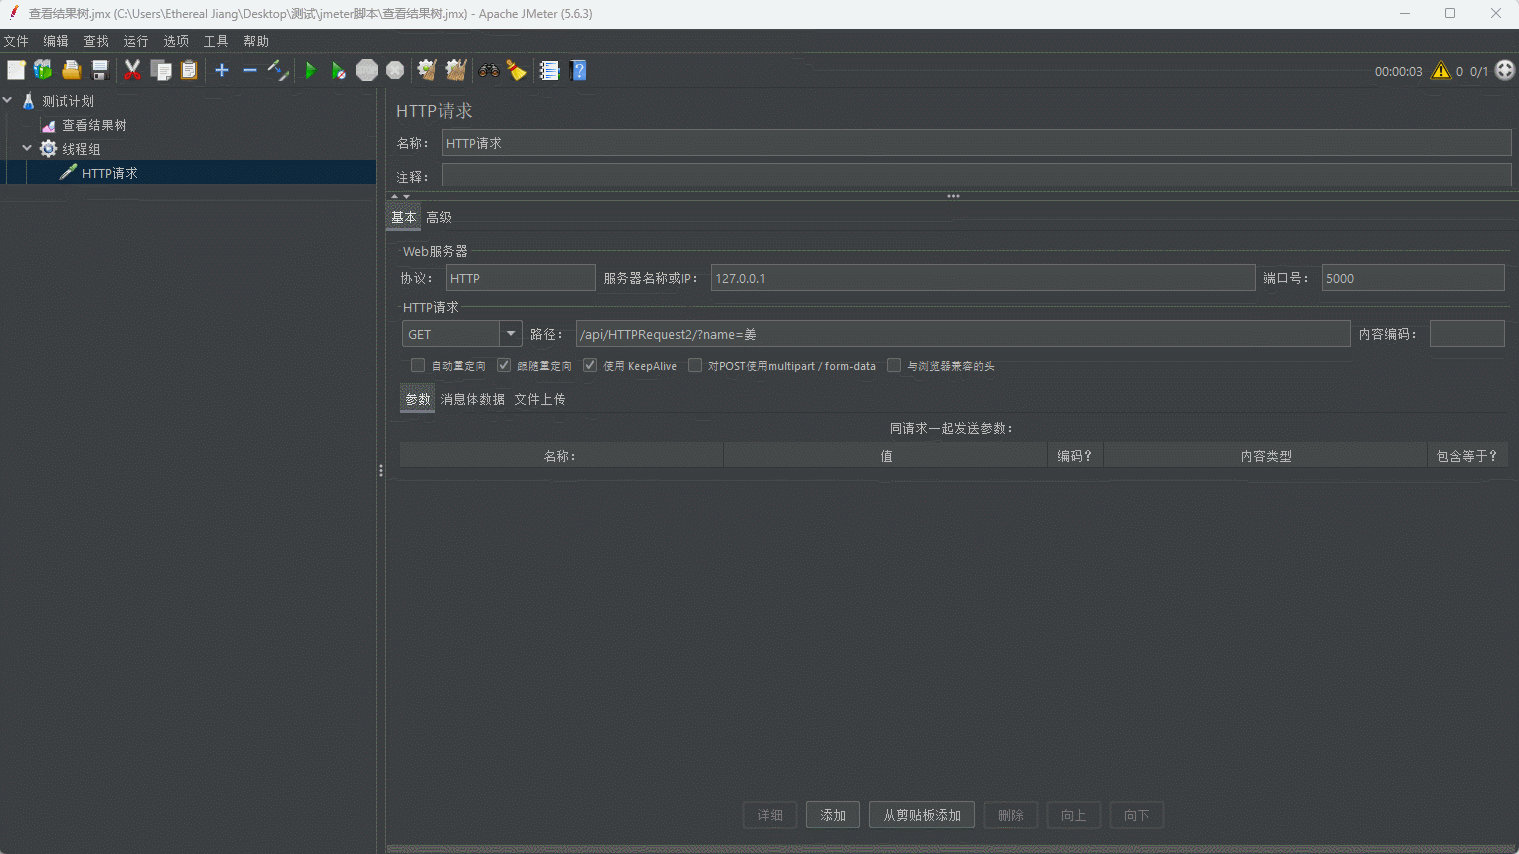 查看结果树.jmx (C:\Users\Ethereal Jiang\Desktop\测试\jmeter脚本\查看结果树.jmx) - Apache JMeter (5.6.3)
文件 编辑 查找 运行 选项 工具 帮助
00:00:03 0 0/1
测试计划
查看结果树
线程组
HTTP请求
HTTP请求
名称： HTTP请求
注释：
基本 高级
Web服务器
协议： HTTP 服务器名称或IP： 127.0.0.1 端口号： 5000
HTTP请求
GET 路径： /api/HTTPRequest2/?name=姜 内容编码：
自动重定向 跟随重定向 使用 KeepAlive 对POST使用multipart / form-data 与浏览器兼容的头
参数 消息体数据 文件上传
同请求一起发送参数：
名称： 值 编码？ 内容类型 包含等于？
详细 添加 从剪贴板添加 删除 向上 向下